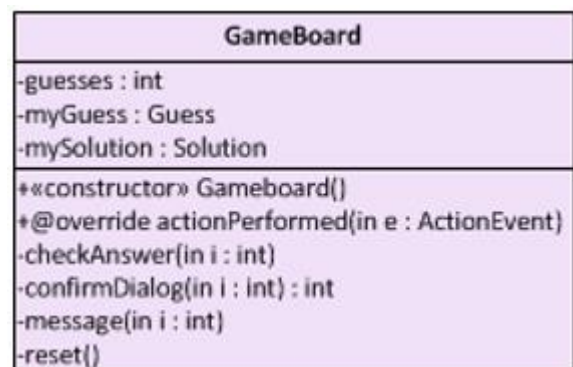 GameBoard
-guesses : int
-myGuess : Guess
-mySolution : Solution
+«constructor» Gameboard()
+@override actionPerformed(in e : ActionEvent)
-checkAnswer(in i : int)
-confirmDialog(in i : int) : int
-message(in i : int)
-reset()